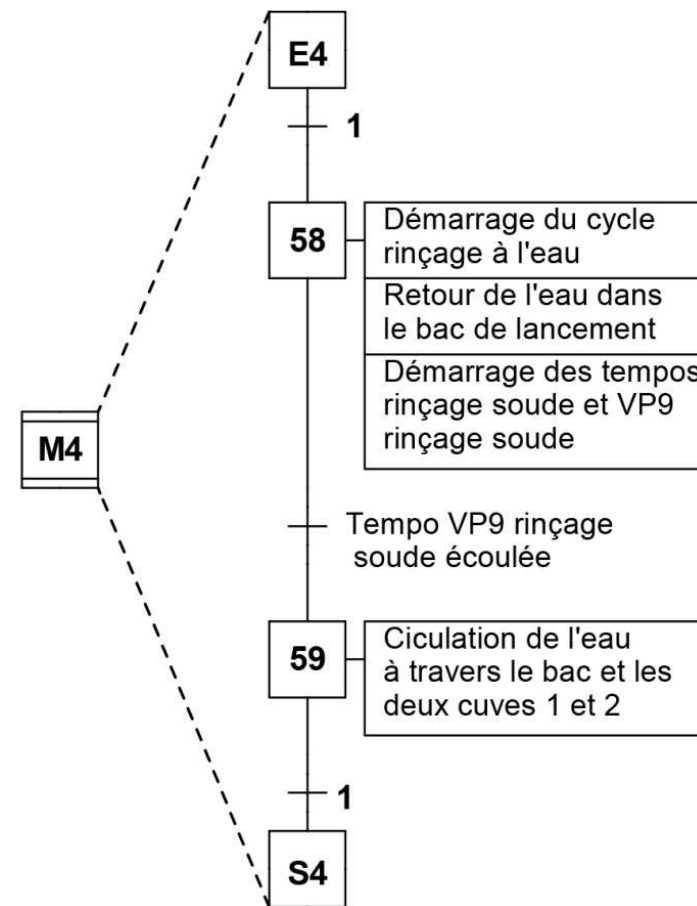 E4
1
58
Démarrage du cycle
rinçage à l'eau
Retour de l'eau dans
le bac de lancement
Démarrage des tempos
rinçage soude et VP9
rinçage soude
M4
Tempo VP9 rinçage
soude écoulée
59
Ciculation de l'eau
à travers le bac et les
deux cuves 1 et 2
1
S4